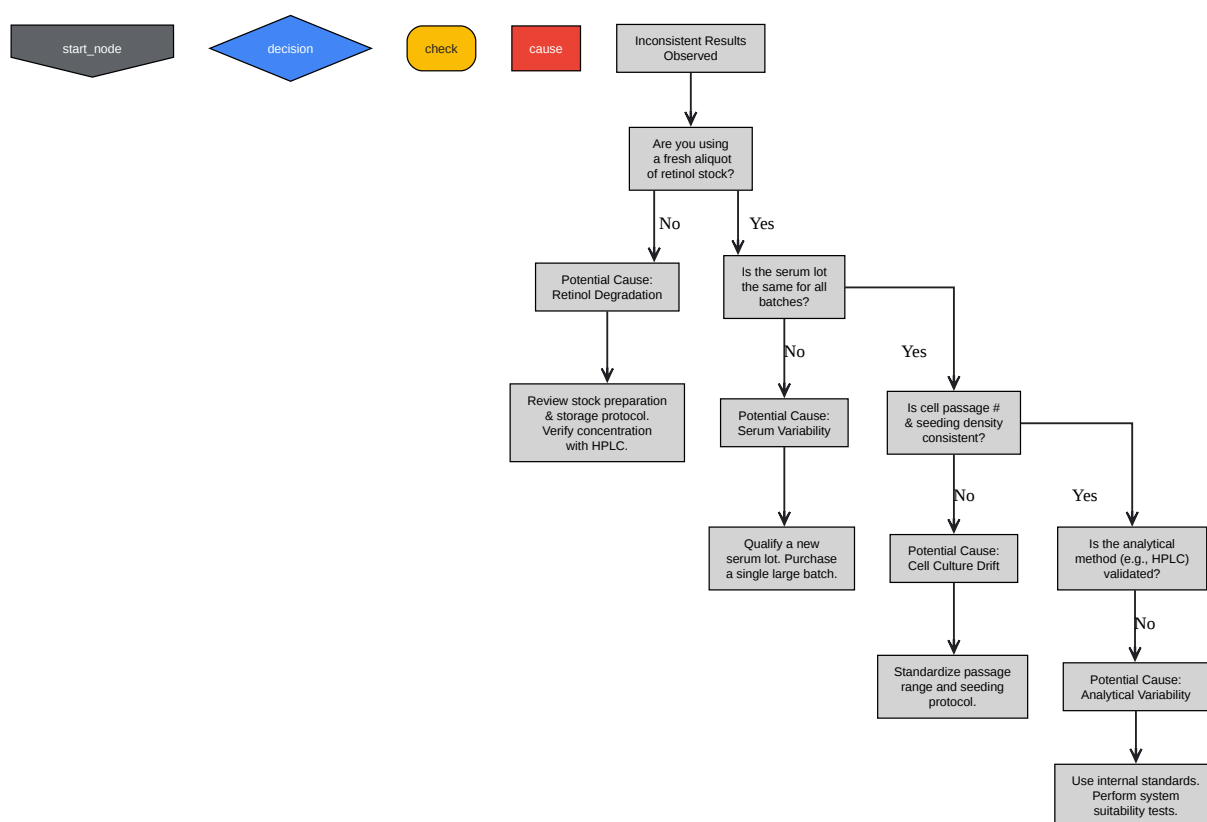 start_node
decision
check
cause
Inconsistent Results
Observed
Are you using
a fresh aliquot
of retinol stock?
No
Yes
Potential Cause:
Retinol Degradation
Is the serum lot
the same for all
batches?
No
Yes
Review stock preparation
& storage protocol.
Verify concentration
with HPLC.
Potential Cause:
Serum Variability
Is cell passage #
& seeding density
consistent?
No
Yes
Qualify a new
serum lot. Purchase
a single large batch.
Potential Cause:
Cell Culture Drift
Is the analytical
method (e.g., HPLC)
validated?
No
Standardize passage
range and seeding
protocol.
Potential Cause:
Analytical Variability
Use internal standards.
Perform system
suitability tests.